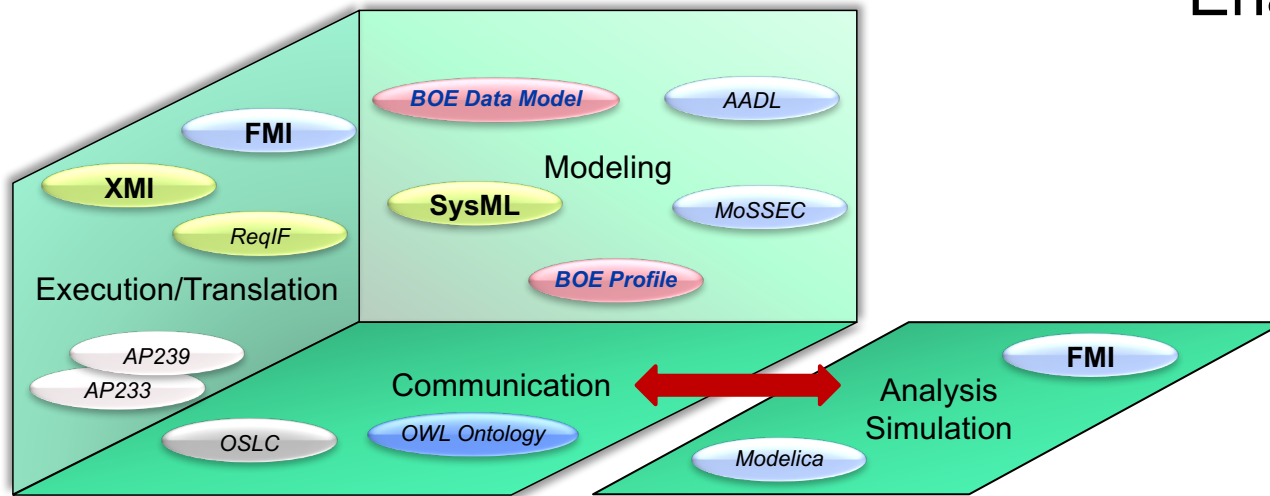 BOE Data Model
AADL
FMI
Modeling
XMI
SysML
MoSSEC
ReqIF
BOE Profile
Execution/Translation
AP239
AP233
Communication
FMI
Analysis
Simulation
OSLC
OWL Ontology
Modelica